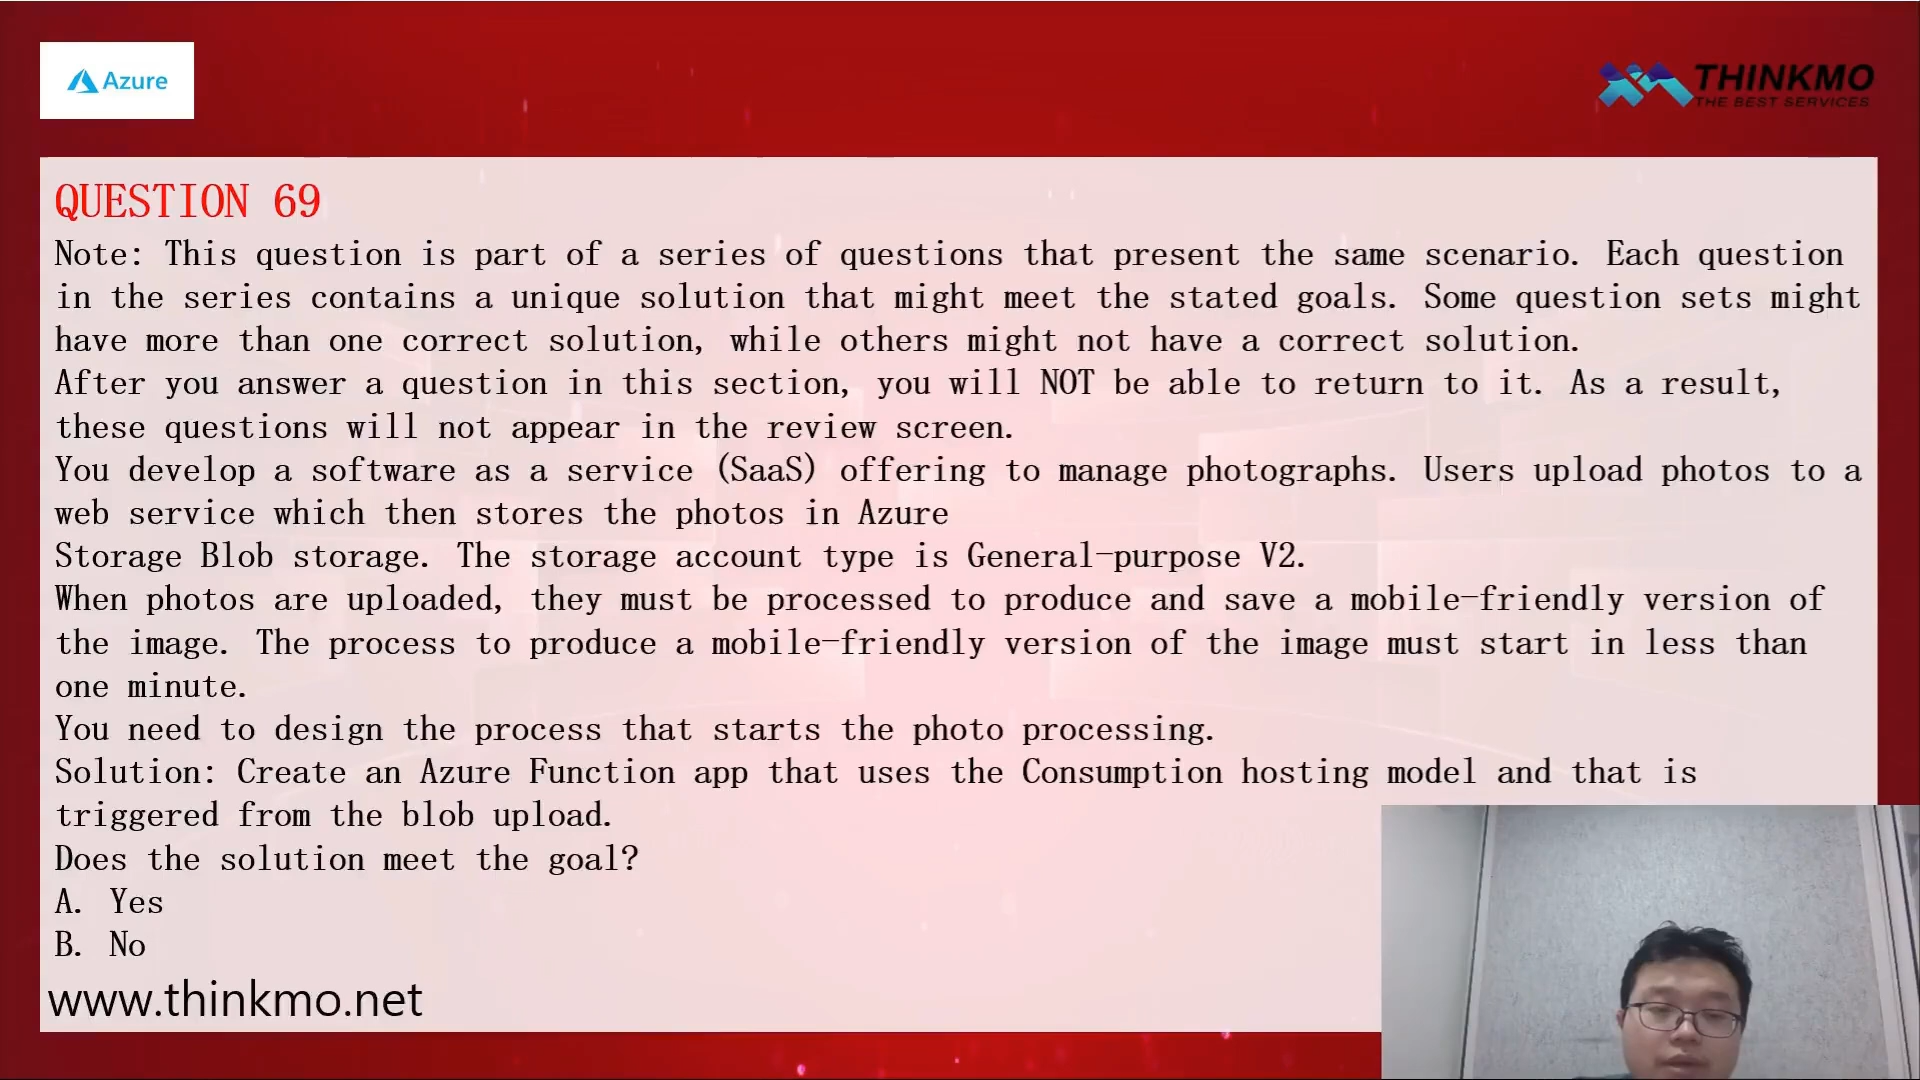 Azure
THINKMO
THE BEST SERVICES
QUESTION 69
Note: This question is part of a series of questions that present the same scenario. Each question
in the series contains a unique solution that might meet the stated goals. Some question sets might
have more than one correct solution, while others might not have a correct solution.
After you answer a question in this section, you will NOT be able to return to it. As a result,
these questions will not appear in the review screen.
You develop a software as a service (SaaS) offering to manage photographs. Users upload photos to a
web service which then stores the photos in Azure
Storage Blob storage. The storage account type is General-purpose V2.
When photos are uploaded, they must be processed to produce and save a mobile-friendly version of
the image. The process to produce a mobile-friendly version of the image must start in less than
one minute.
You need to design the process that starts the photo processing.
Solution: Create an Azure Function app that uses the Consumption hosting model and that is
triggered from the blob upload.
Does the solution meet the goal?
A. Yes
B. No
www.thinkmo.net